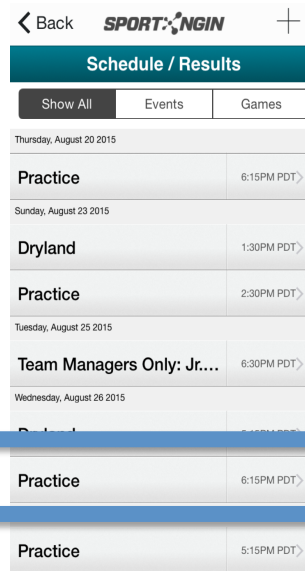 Back SPORT NGIN
Schedule / Results
Show All Events Games
Thursday, August 20 2015
Practice 6:15PM PDT
Sunday, August 23 2015
Dryland 1:30PM PDT
Practice 2:30PM PDT
Tuesday, August 25 2015
Team Managers Only: Jr.... 6:30PM PDT
Wednesday, August 26 2015
Practice 6:15PM PDT
Practice 5:15PM PDT